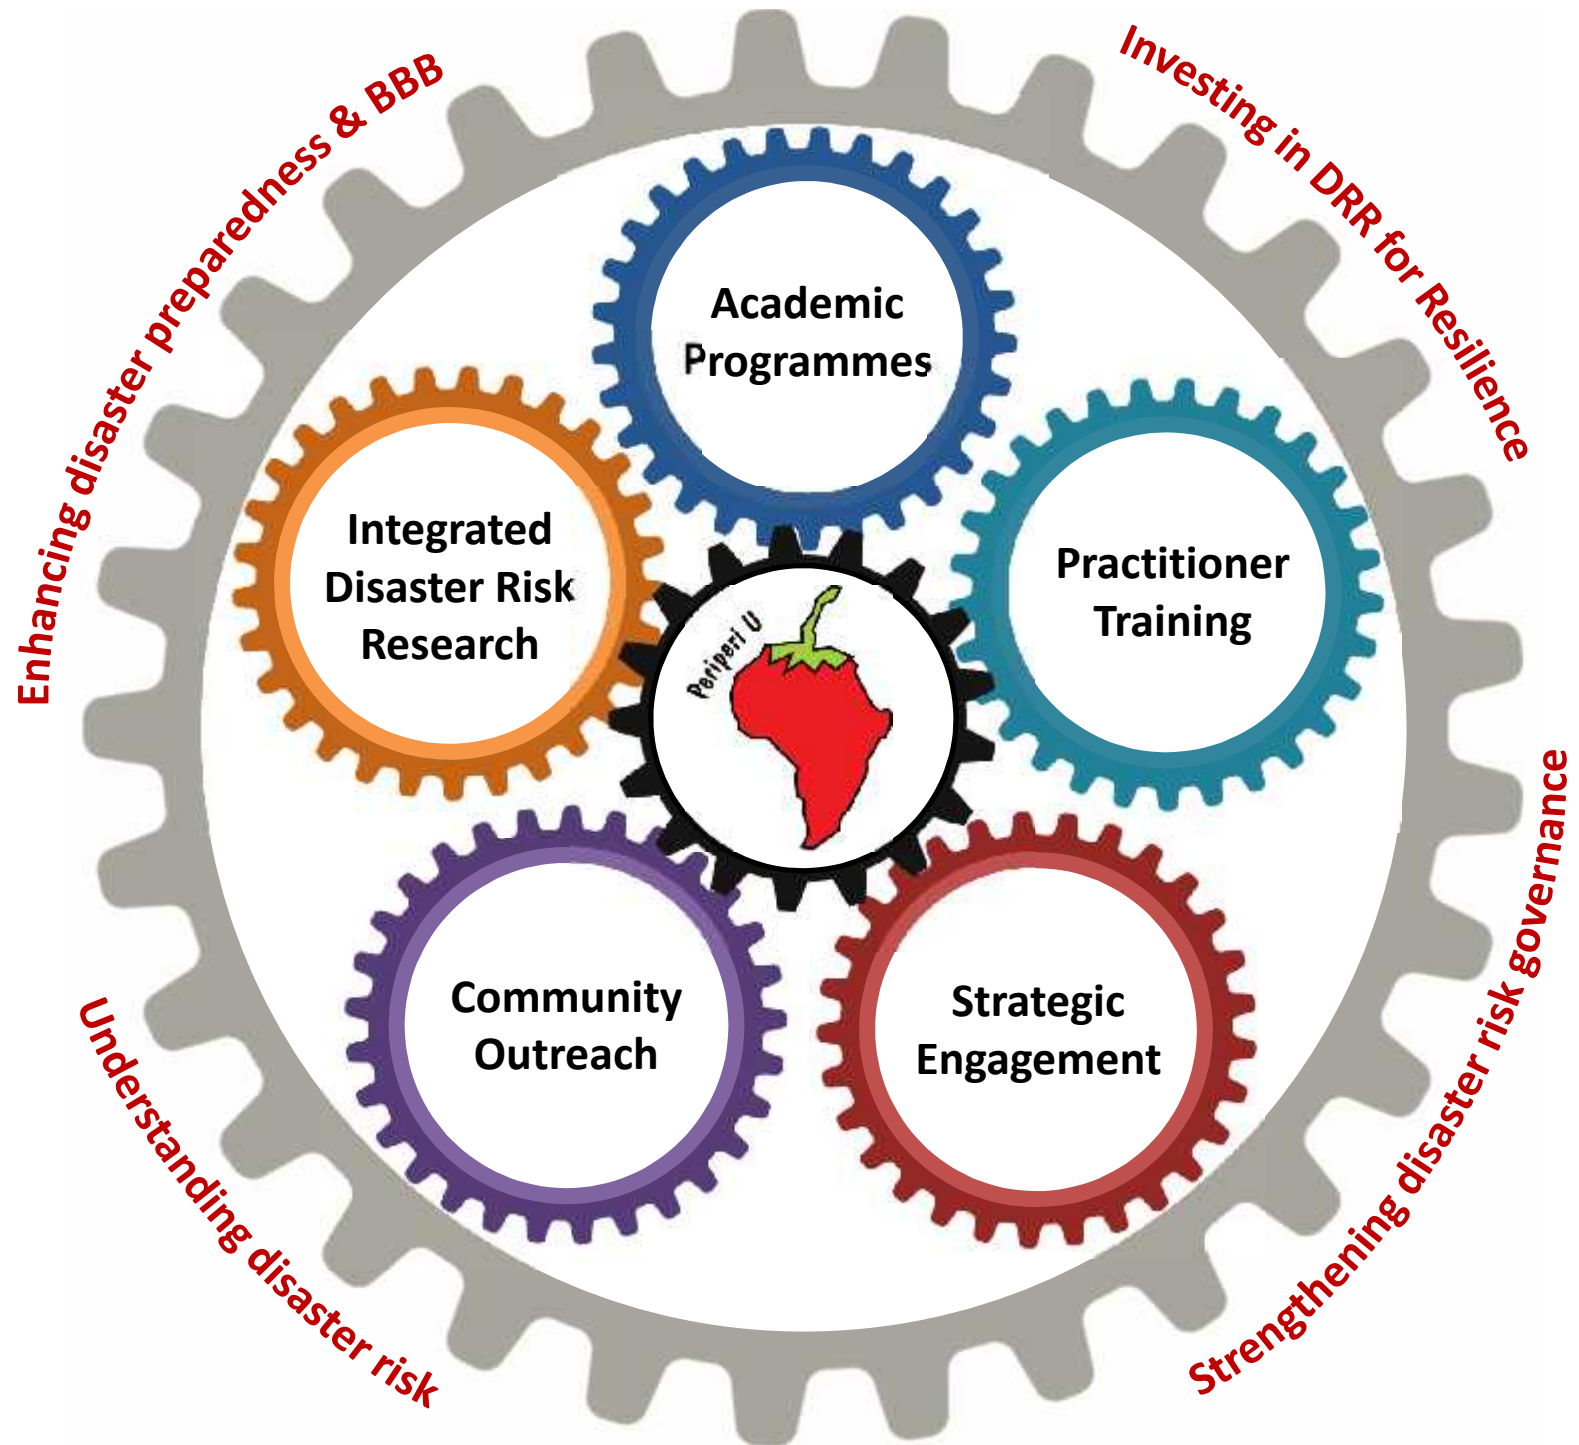 Enhancing disaster preparedness & BBB
Investing in DRR for Resilience
Academic
Programmes
Integrated
Disaster Risk
Research
Practitioner
Training
Periperi U
Community
Outreach
Strategic
Engagement
Understanding disaster risk
Strengthening disaster risk governance